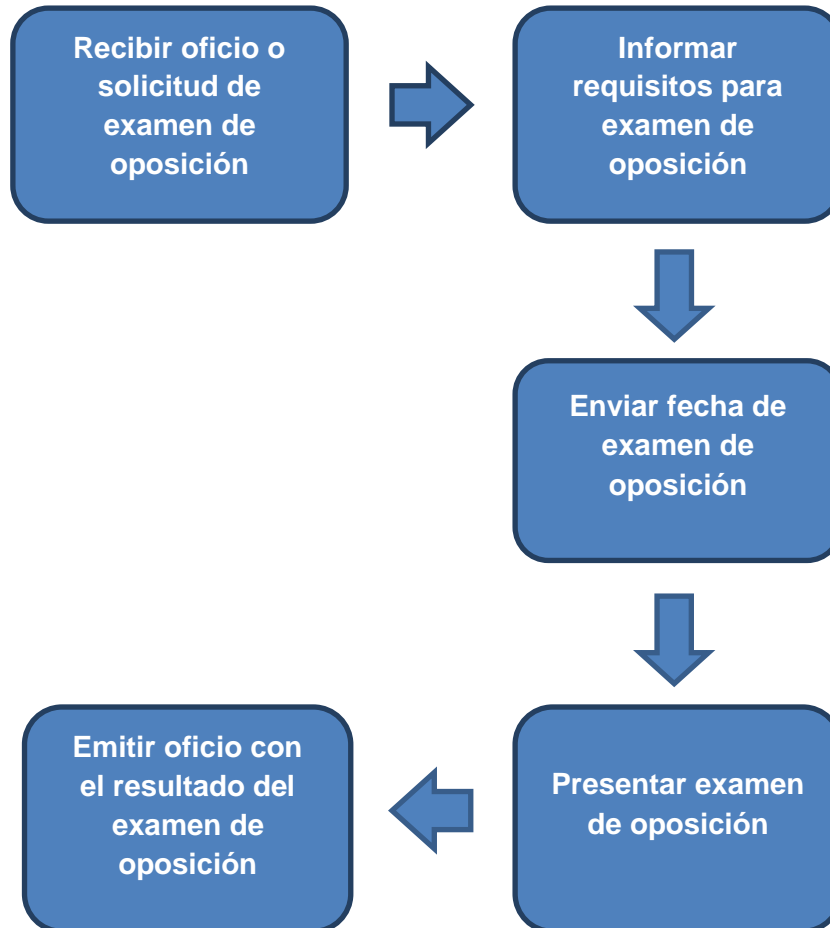 Recibir oficio o
solicitud de
examen de
oposición
Informar
requisitos para
examen de
oposición
Enviar fecha de
examen de
oposición
Presentar examen
de oposición
Emitir oficio con
el resultado del
examen de
oposición